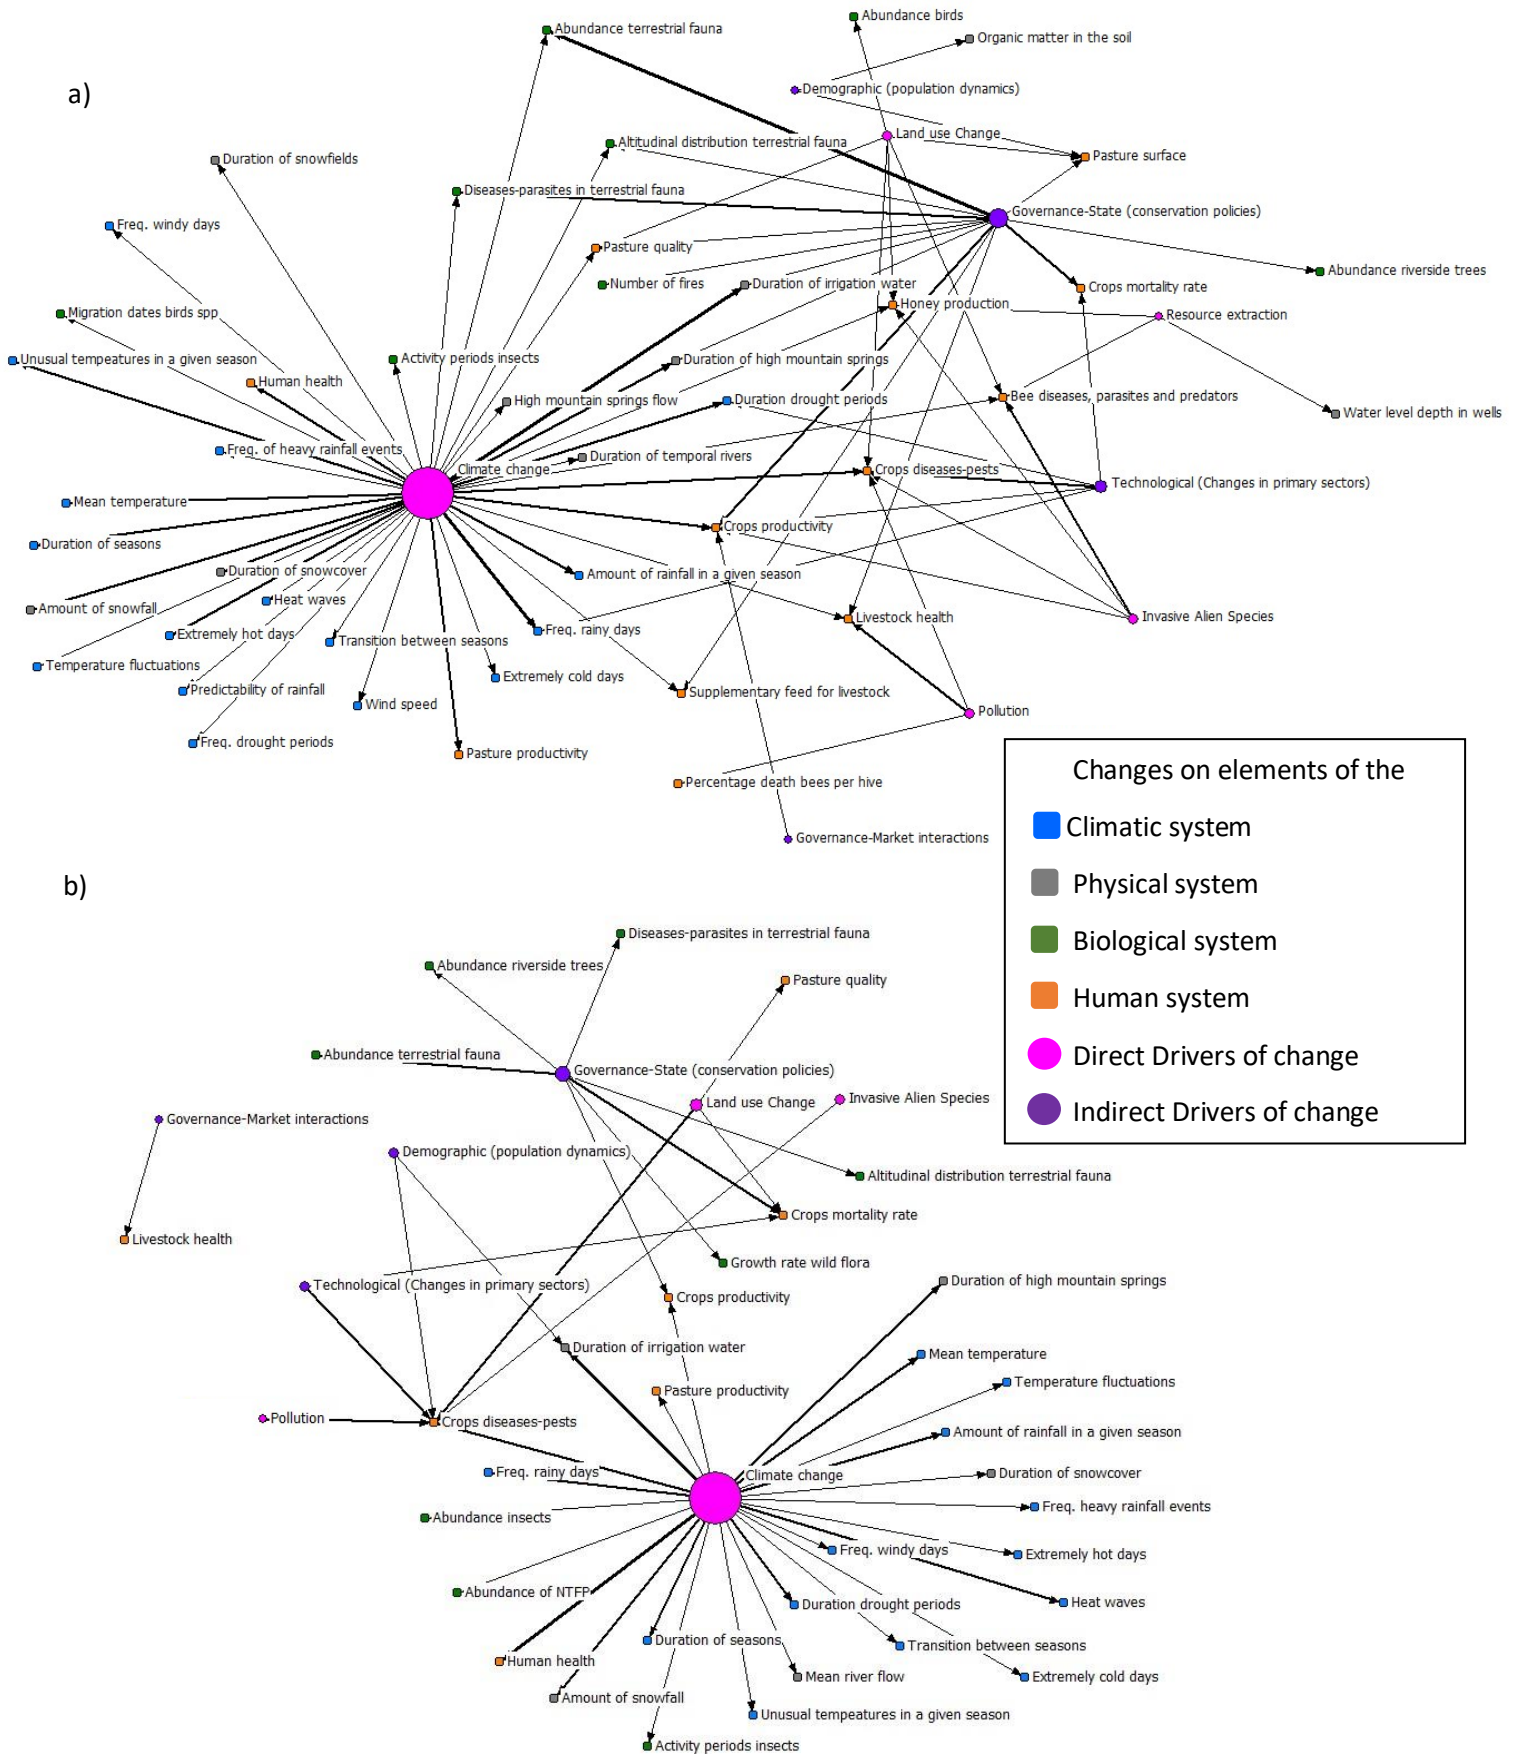 Abundance birds
Abundance terrestrial fauna
Organic matter in the soil
a)
Demographic (population dynamics)
Land use Change
Altitudinal distribution terrestrial fauna
Pasture surface
Duration of snowfields
Diseases-parasites in terrestrial fauna
Governance-State (conservation policies)
Freq. windy days
Pasture quality
Abundance riverside trees
Number of fires
Duration of irrigation water
Crops mortality rate
Honey production
Migration dates birds spp
Resource extraction
Unusual tempeatures in a given season
Activity periods insects
Duration of high mountain springs
Human health
High mountain springs flow
Duration drought periods
Bee diseases, parasites and predators
Water level depth in wells
Freq. of heavy rainfall events
Duration of temporal rivers
Climate change
Crops diseases-pests
Technological (Changes in primary sectors)
Mean temperature
Crops productivity
Duration of seasons
Duration of snowcover
Amount of rainfall in a given season
Heat waves
Amount of snowfall
Livestock health
Invasive Alien Species
Extremely hot days
Transition between seasons
Freq. rainy days
Temperature fluctuations
Extremely cold days
Predictability of rainfall
Supplementary feed for livestock
Wind speed
Pollution
Freq. drought periods
Pasture productivity
Percentage death bees per hive
Governance-Market interactions
Changes on elements of the
Climatic system
Physical system
Biological system
Human system
Direct Drivers of change
Indirect Drivers of change
b)
Diseases-parasites in terrestrial fauna
Abundance riverside trees
Pasture quality
Abundance terrestrial fauna
Governance-State (conservation policies)
Land use Change
Invasive Alien Species
Governance-Market interactions
Demographic (population dynamics)
Altitudinal distribution terrestrial fauna
Crops mortality rate
Livestock health
Growth rate wild flora
Technological (Changes in primary sectors)
Duration of high mountain springs
Crops productivity
Duration of irrigation water
Mean temperature
Temperature fluctuations
Pasture productivity
Pollution
Crops diseases-pests
Amount of rainfall in a given season
Freq. rainy days
Climate change
Duration of snowcover
Freq. heavy rainfall events
Abundance insects
Freq. windy days
Extremely hot days
Abundance of NTFP
Duration drought periods
Heat waves
Duration of seasons
Transition between seasons
Human health
Mean river flow
Extremely cold days
Amount of snowfall
Unusual tempeatures in a given season
Activity periods insects